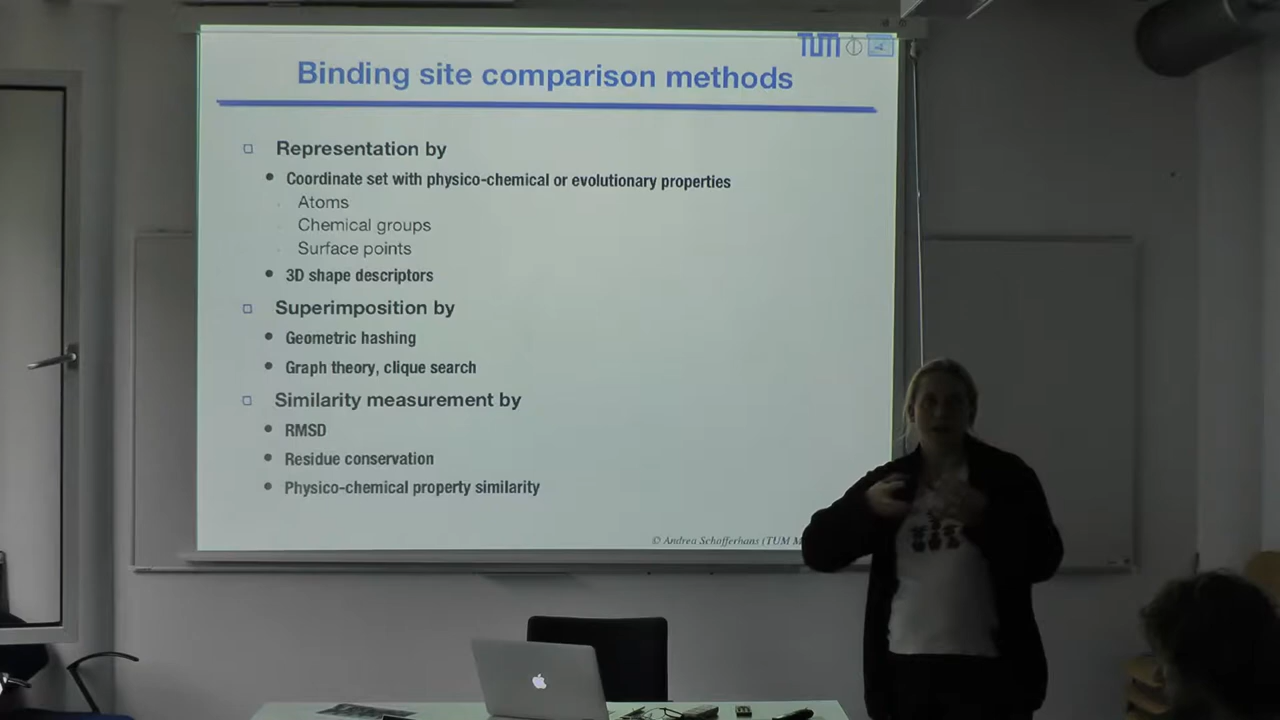 TUM
Binding site comparison methods
Representation by
Coordinate set with physico-chemical or evolutionary properties
Atoms
Chemical groups
Surface points
3D shape descriptors
Superimposition by
Geometric hashing
Graph theory, clique search
Similarity measurement by
RMSD
Residue conservation
Physico-chemical property similarity
© Andrea Schafferhans (TUM M